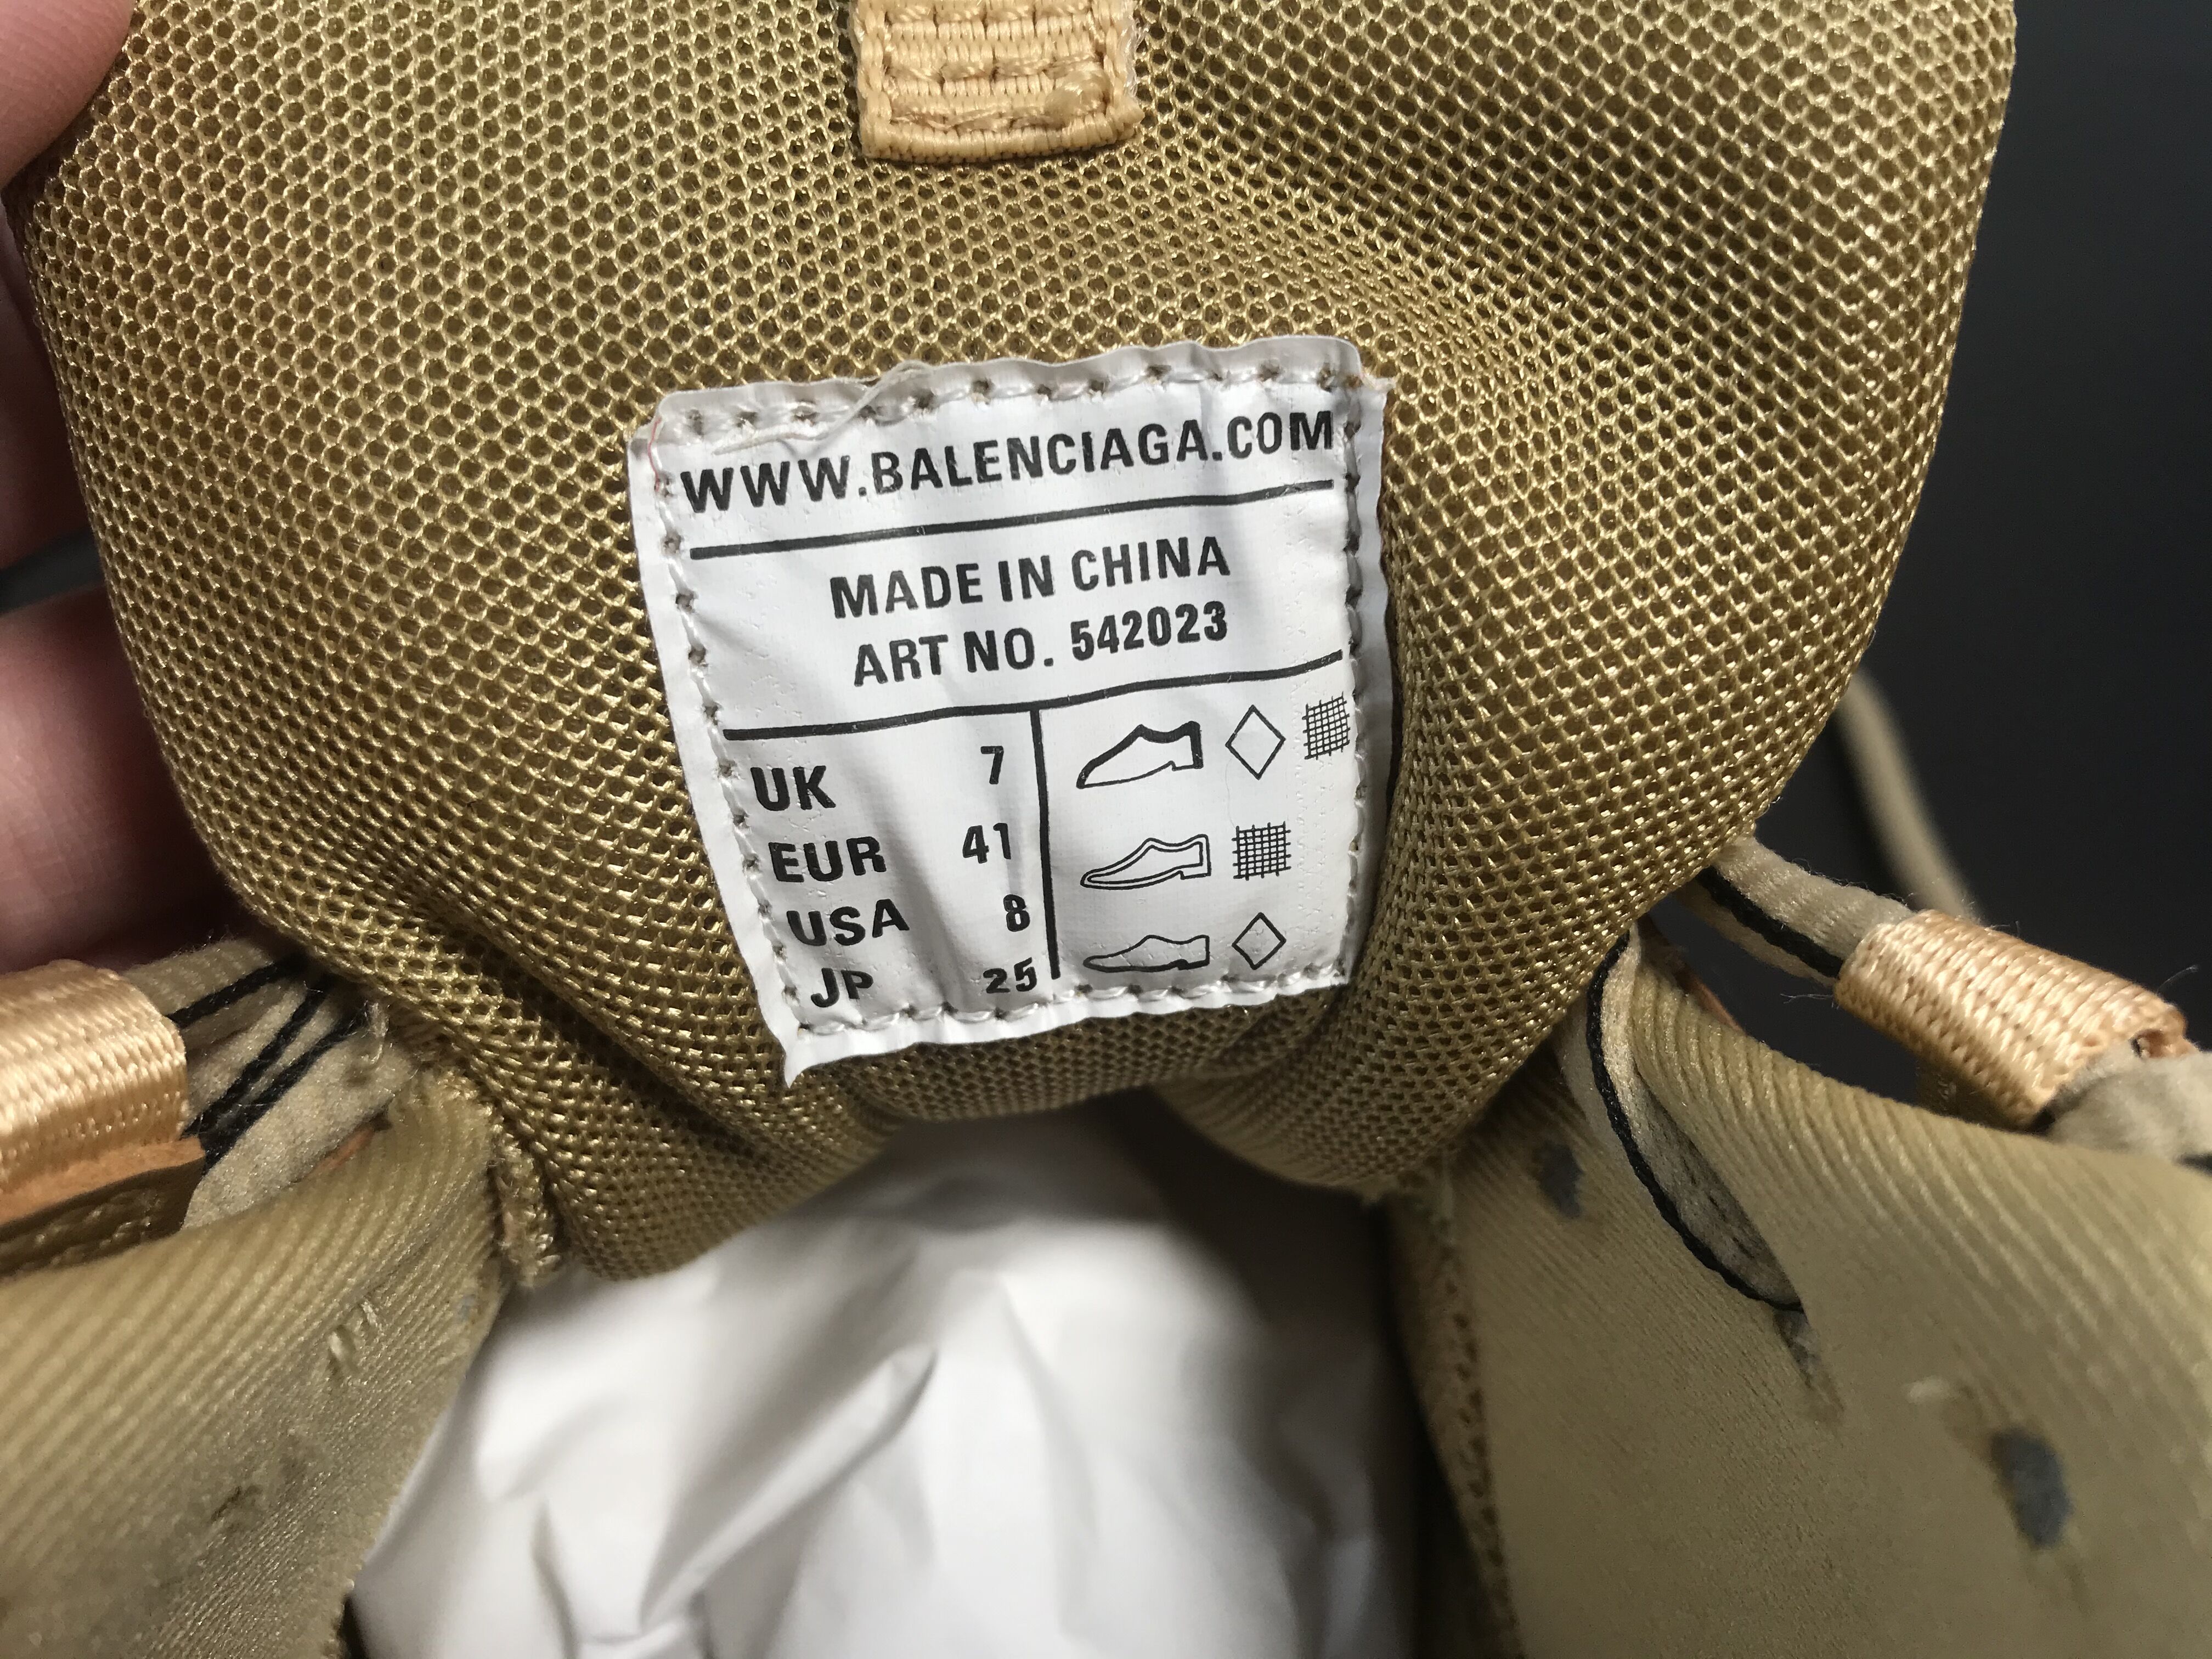 WWW.BALENCIAGA.COM
MADE IN CHINA
ART NO. 542023
UK 7
EUR 41
USA 8
JP 25